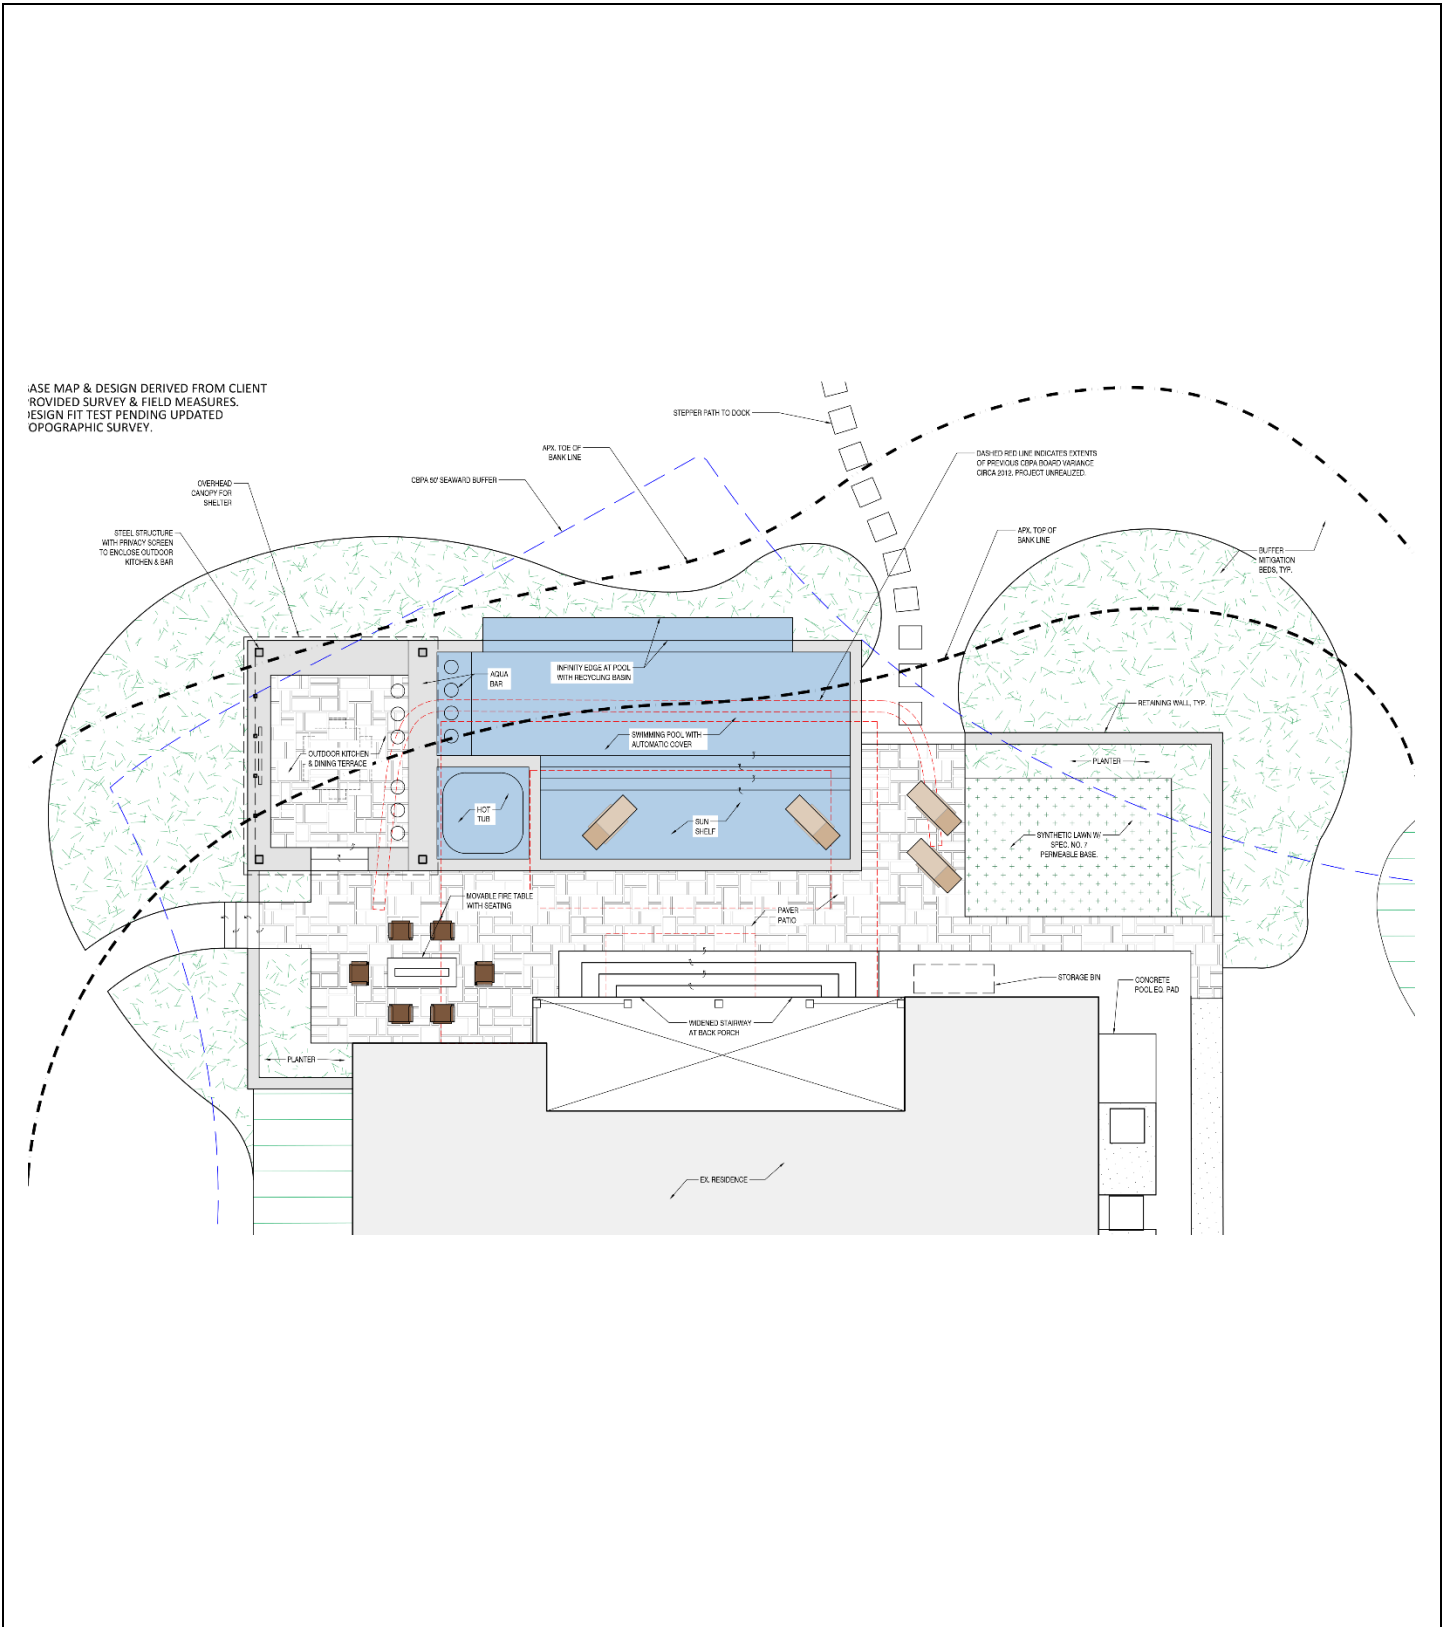 ASE MAP & DESIGN DERIVED FROM CLIENT
ROVIDED SURVEY & FIELD MEASURES.
ESIGN FIT TEST PENDING UPDATED
OPOGRAPHIC SURVEY.
STEPPER PATH TO DOCK
APX. TOE OF
BANK LINE
DASHED RED LINE INDICATES EXTENTS
OF PREVIOUS CBPA BOARD VARIANCE
CIRCA 2012. PROJECT UNREALIZED.
CBPA 50' SEAWARD BUFFER
OVERHEAD
CANOPY FOR
SHELTER
STEEL STRUCTURE
WITH PRIVACY SCREEN
TO ENCLOSE OUTDOOR
KITCHEN & BAR
APX. TOP OF
BANK LINE
BUFFER
MITIGATION
BEDS, TYP.
AQUA
BAR
INFINITY EDGE AT POOL
WITH RECYCLING BASIN
RETAINING WALL, TYP.
SWIMMING POOL WITH
AUTOMATIC COVER
OUTDOOR KITCHEN
& DINING TERRACE
PLANTER
HOT
TUB
SUN
SHELF
SYNTHETIC LAWN W/
SPEC. NO. 7
PERMEABLE BASE.
MOVABLE FIRE TABLE
WITH SEATING
PAVER
PATIO
STORAGE BIN
CONCRETE
POOL EQ. PAD
WIDENED STAIRWAY
AT BACK PORCH
PLANTER
EX. RESIDENCE